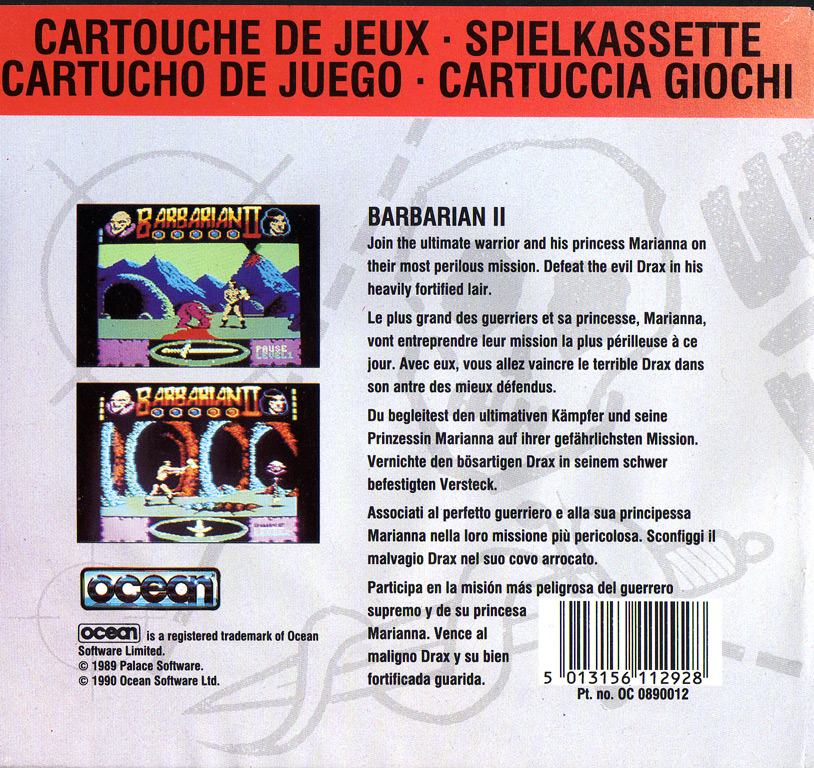 CARTOUCHE DE JEUX · SPIELKASSETTE
CARTUCHO DE JUEGO · CARTUCCIA GIOCHI
BARBARIAN II
PAUSE
LEVEL1
BARBARIAN II
BARBARIAN II
Join the ultimate warrior and his princess Marianna on
their most perilous mission. Defeat the evil Drax in his
heavily fortified lair.
Le plus grand des guerriers et sa princesse, Marianna,
vont entreprendre leur mission la plus périlleuse à ce
jour. Avec eux, vous allez vaincre le terrible Drax dans
son antre des mieux défendus.
Du begleitest den ultimativen Kämpfer und seine
Prinzessin Marianna auf ihrer gefährlichsten Mission.
Vernichte den bösartigen Drax in seinem schwer
befestigten Versteck.
Associati al perfetto guerriero e alla sua principessa
Marianna nella loro missione più pericolosa. Sconfiggi il
malvagio Drax nel suo covo arrocato.
Participa en la misión más peligrosa del guerrero
supremo y de su princesa
Marianna. Vence al
maligno Drax y su bien
fortificada guarida.
ocean
ocean is a registered trademark of Ocean
Software Limited.
© 1989 Palace Software.
© 1990 Ocean Software Ltd.
5 013156 112928
Pt. no. OC 0890012